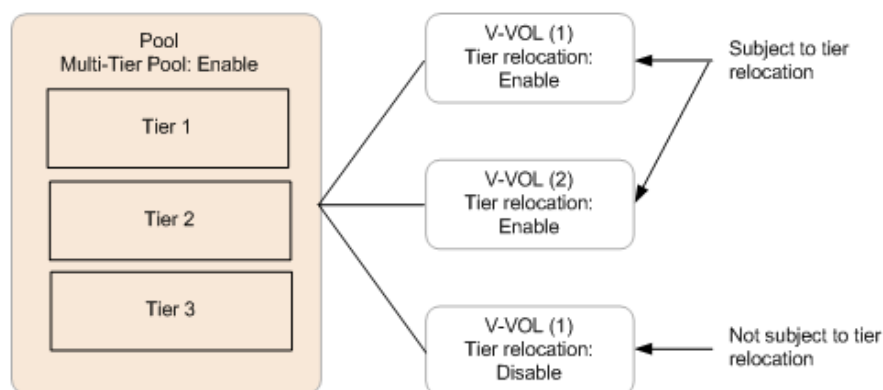 Pool
Multi-Tier Pool: Enable
Tier 1
Tier 2
Tier 3
V-VOL (1)
Tier relocation:
Enable
V-VOL (2)
Tier relocation:
Enable
V-VOL (1)
Tier relocation:
Disable
Subject to tier
relocation
Not subject to tier
relocation